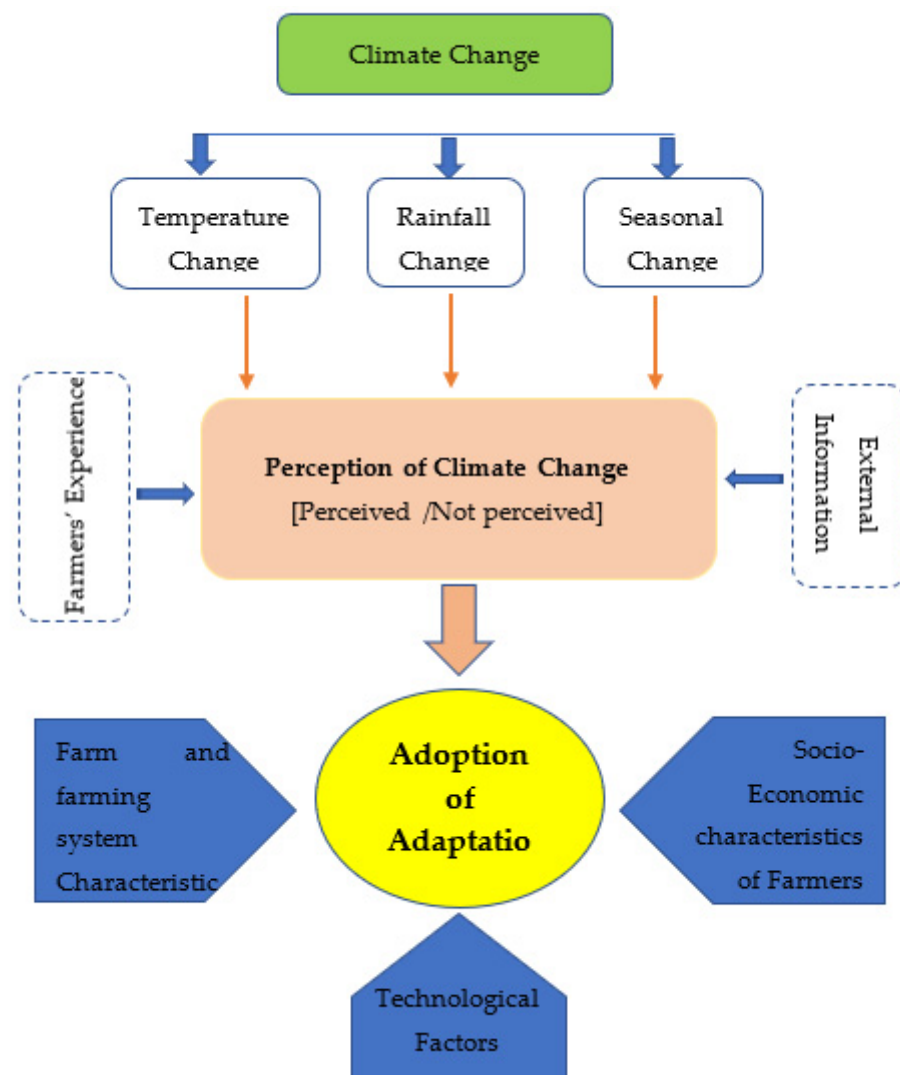 Climate Change
Temperature
Change
Rainfall
Change
Seasonal
Change
Farmers’ Experience
Perception of Climate Change
[Perceived /Not perceived]
External
Information
Farm and
farming
system
Characteristic
Adoption
of
Adaptatio
Socio-
Economic
characteristics
of Farmers
Technological
Factors